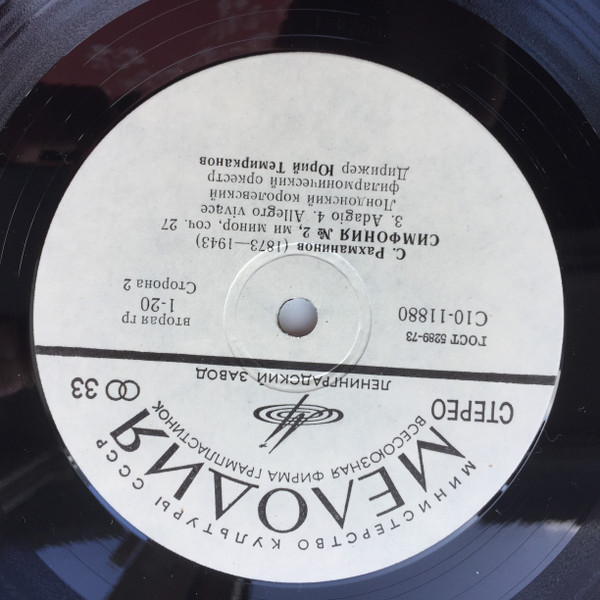 МИНИСТЕРСТВО КУЛЬТУРЫ СССР
МЕЛОДИЯ
ВСЕСОЮЗНАЯ ФИРМА ГРАМПЛАСТИНОК
СТЕРЕО
33
ЛЕНИНГРАДСКИЙ ЗАВОД
ГОСТ 5289-73
С10-11880
вторая гр
1-20
Сторона 2
С. Рахманинов (1873—1943)
СИМФОНИЯ № 2, ми минор, соч. 27
3. Adagio 4. Allegro vivace
Лондонский королевский
филармонический оркестр
Дирижер Юрий Темирканов